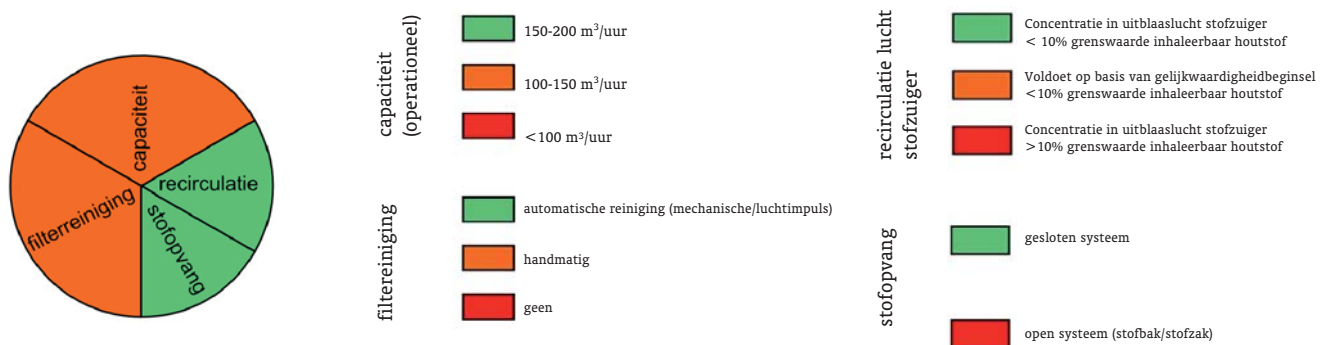 capaciteit
recirculatie
stofopvang
filterreiniging
capaciteit
(operationeel)
150-200 m³/uur
100-150 m³/uur
<100 m³/uur
filtereiniging
automatische reiniging (mechanische/luchtimpuls)
handmatig
geen
recirculatie lucht
stofzuiger
Concentratie in uitblaaslucht stofzuiger
< 10% grenswaarde inhaleerbaar houtstof
Voldoet op basis van gelijkwaardigheidbeginsel
<10% grenswaarde inhaleerbaar houtstof
Concentratie in uitblaaslucht stofzuiger
>10% grenswaarde inhaleerbaar houtstof
stofopvang
gesloten systeem
open systeem (stofbak/stofzak)